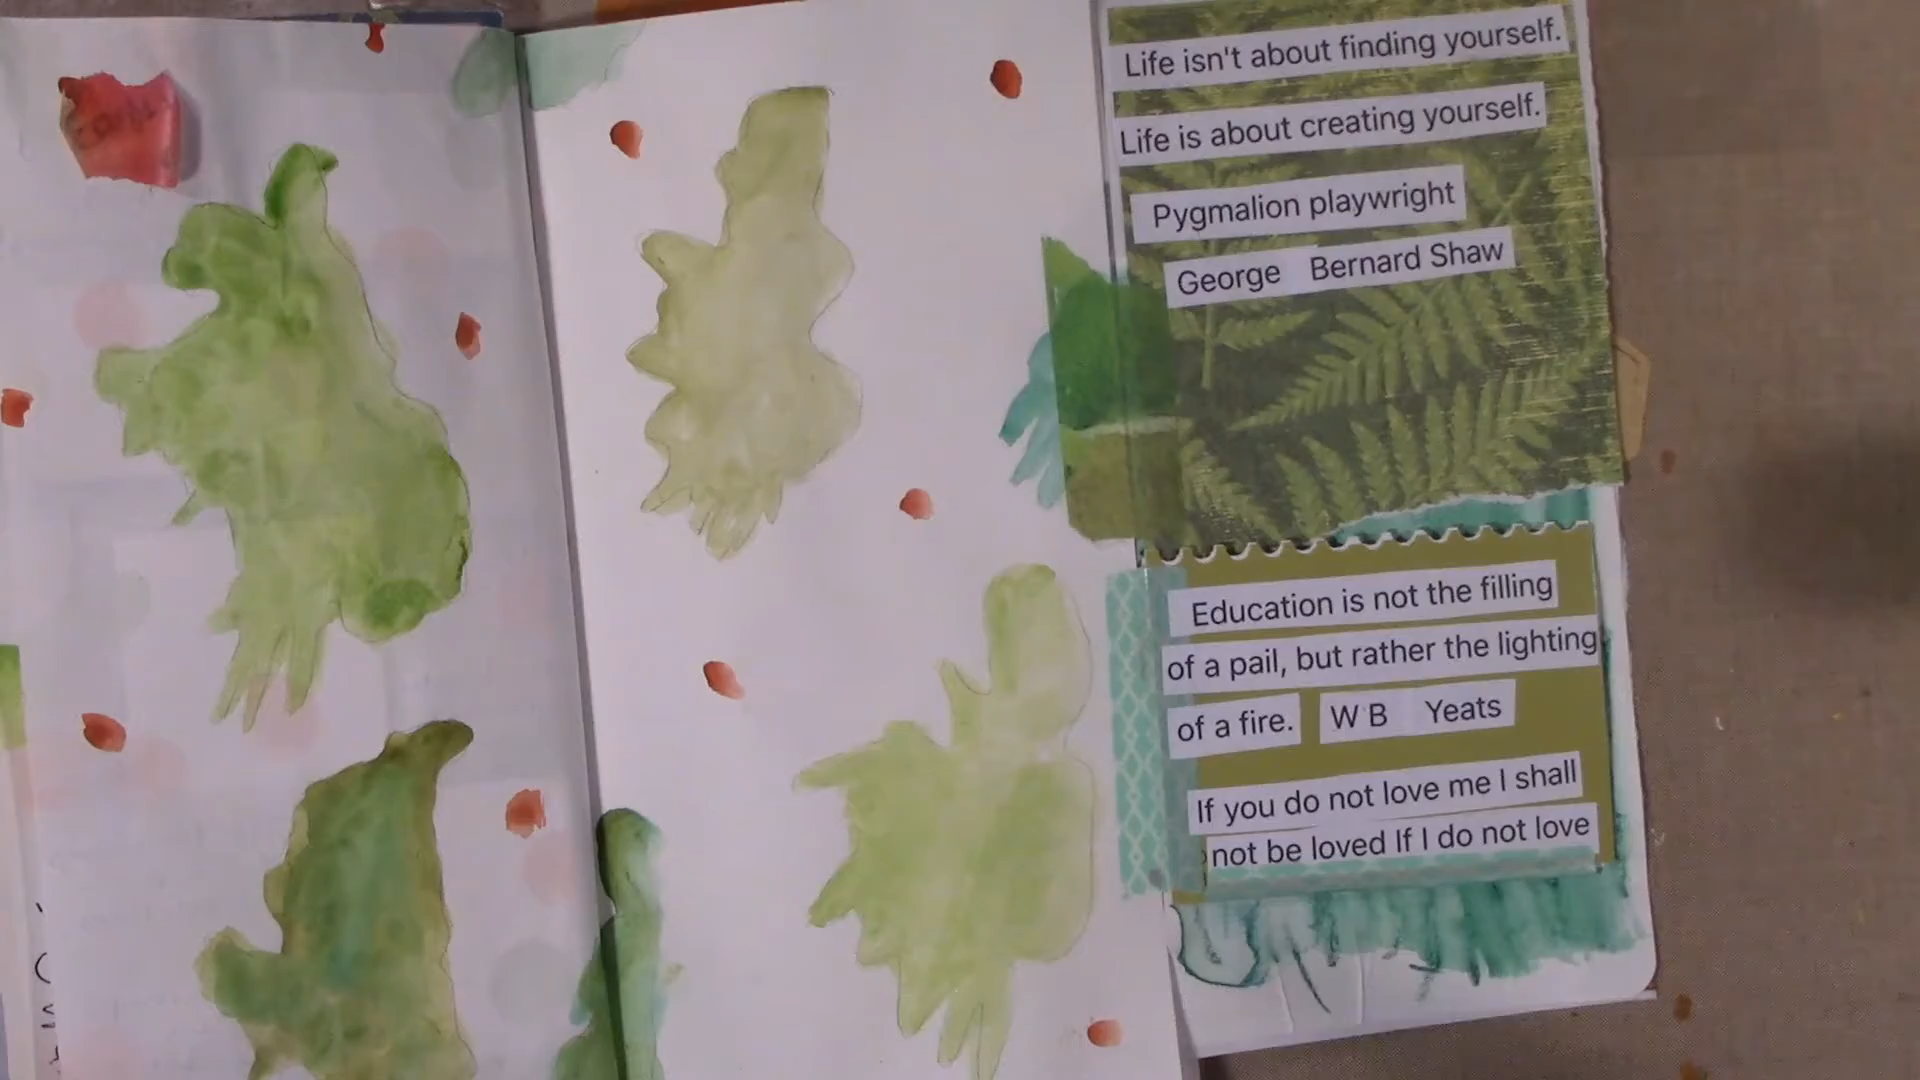 Life isn't about finding yourself.
Life is about creating yourself.
Pygmalion playwright
George Bernard Shaw
Education is not the filling
of a pail, but rather the lighting
of a fire. W B Yeats
If you do not love me I shall
not be loved If I do not love